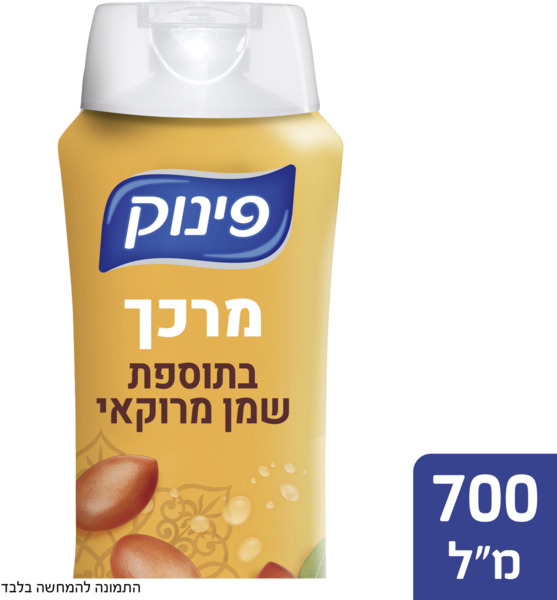 פינוק
מרכך
בתוספת
שמן מרוקאי
700
מ"ל
התמונה להמחשה בלבד